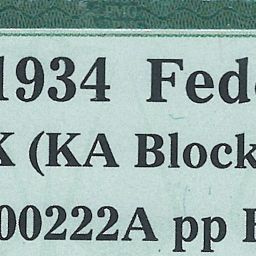 1934 Fed
K (KA Block
00222A pp